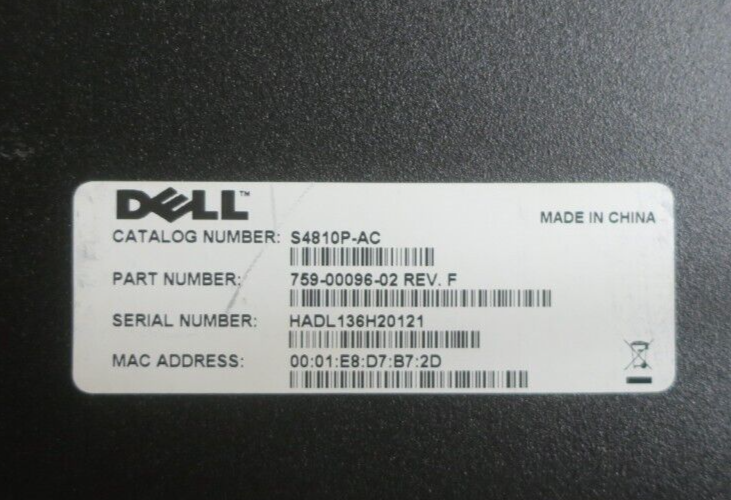 DELL™
MADE IN CHINA
CATALOG NUMBER: S4810P-AC
PART NUMBER: 759-00096-02 REV. F
SERIAL NUMBER: HADL136H20121
MAC ADDRESS: 00:01:E8:D7:B7:2D